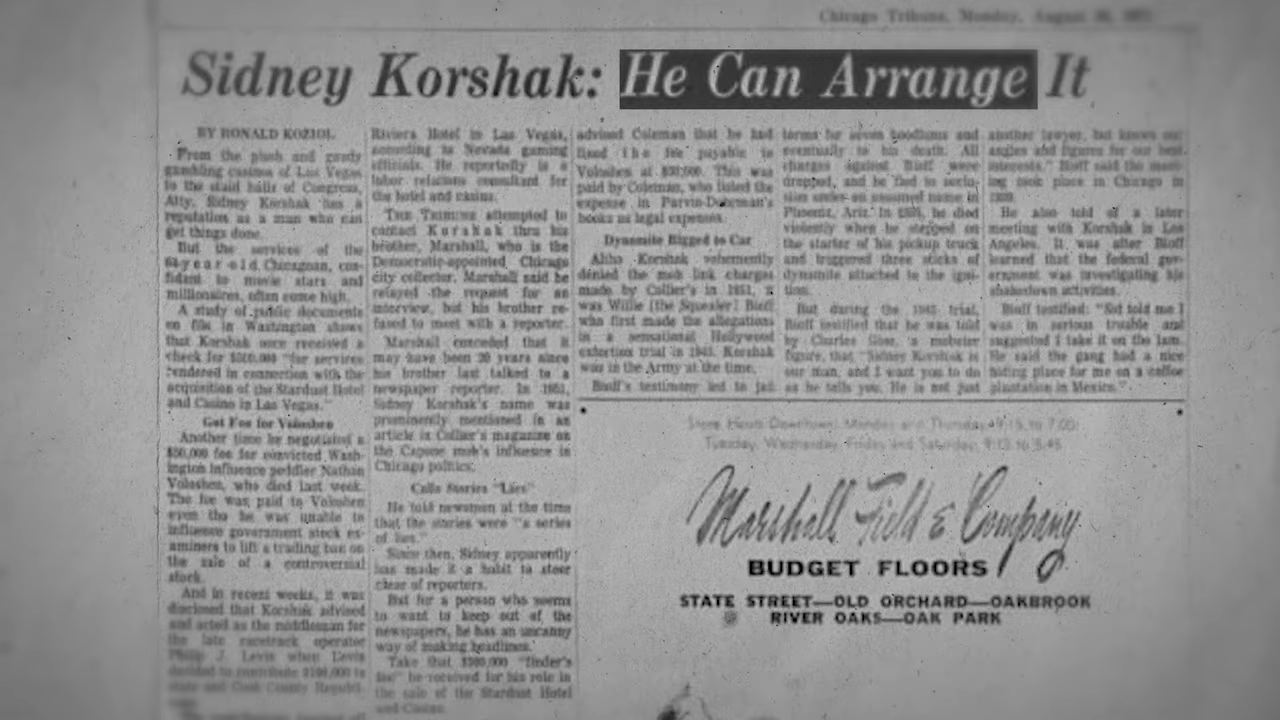 Chicago Tribune, Monday, August
Sidney Korshak: He Can Arrange It
BY RONALD KOZIOL
From the plush and gaudy
gambling casinos of Las Vegas
to the staid halls of Congress,
Atty. Sidney Korshak has a
reputation as a man who can
get things done.
But the services of the
64-year-old Chicagoan, con-
fidant to movie stars and
millionaires, often come high.
A study of public documents
on file in Washington shows
that Korshak once received a
check for $500,000 "for services
rendered in connection with the
acquisition of the Stardust Hotel
and Casino in Las Vegas."
Got Fee for Voloshen
Another time he negotiated a
$50,000 fee for convicted Wash-
ington influence peddler Nathan
Voloshen, who died last week.
The fee was paid to Voloshen
even tho he was unable to
influence government stock ex-
aminers to lift a trading ban on
the sale of a controversial
stock.
And in recent weeks, it was
disclosed that Korshak advised
and acted as the middleman for
the late racetrack operator
Philip J. Levin when Levin
decided to contribute $100,000 to
state and Cook County Republi-
Riviera Hotel in Las Vegas,
according to Nevada gaming
officials. He reportedly is a
labor relations consultant for
the hotel and casino.
THE TRIBUNE attempted to
contact Korshak thru his
brother, Marshall, who is the
Democratic-appointed Chicago
city collector. Marshall said he
relayed the request for an
interview, but his brother re-
fused to meet with a reporter.
Marshall conceded that it
may have been 20 years since
his brother last talked to a
newspaper reporter. In 1951,
Sidney Korshak's name was
prominently mentioned in an
article in Collier's magazine on
the Capone mob's influence in
Chicago politics.
Calls Stories "Lies"
He told newsmen at the time
that the stories were "a series
of lies."
Since then, Sidney apparently
has made it a habit to steer
clear of reporters.
But for a person who seems
to want to keep out of the
newspapers, he has an uncanny
way of making headlines.
Take that $500,000 "finder's
fee" he received for his role in
the sale of the Stardust Hotel
and Casino.
advised Coleman that he had
fixed the fee payable to
Voloshen at $50,000. This was
paid by Coleman, who listed the
expense in Parvin-Dohrman's
books as legal expenses.
Dynamite Rigged to Car
Altho Korshak vehemently
denied the mob link charges
made by Collier's in 1951, it
was Willie [the Squealer] Bioff
who first made the allegations
in a sensational Hollywood
extortion trial in 1943. Korshak
was in the Army at the time.
Bioff's testimony led to jail
terms for seven hoodlums and
eventually to his death. All
charges against Bioff were
dropped, and he fled to seclu-
sion under an assumed name in
Phoenix, Ariz. In 1955, he died
violently when he stepped on
the starter of his pickup truck
and triggered three sticks of
dynamite attached to the igni-
tion.
But during the 1943 trial,
Bioff testified that he was told
by Charles Gioe, a mobster
figure, that "Sidney Korshak is
our man, and I want you to do
as he tells you. He is not just
another lawyer, but knows our
angles and figures for our best
interests." Bioff said the meet-
ing took place in Chicago in
1939.
He also told of a later
meeting with Korshak in Los
Angeles. It was after Bioff
learned that the federal gov-
ernment was investigating his
shakedown activities.
Bioff testified: "Sid told me I
was in serious trouble and
suggested I take it on the lam.
He said the gang had a nice
hiding place for me on a coffee
plantation in Mexico."
Store Hours Downtown: Monday and Thursday 9:15 to 7:00;
Tuesday, Wednesday, Friday and Saturday, 9:15 to 5:45
Marshall Field & Company
BUDGET FLOORS
STATE STREET—OLD ORCHARD—OAKBROOK
RIVER OAKS—OAK PARK